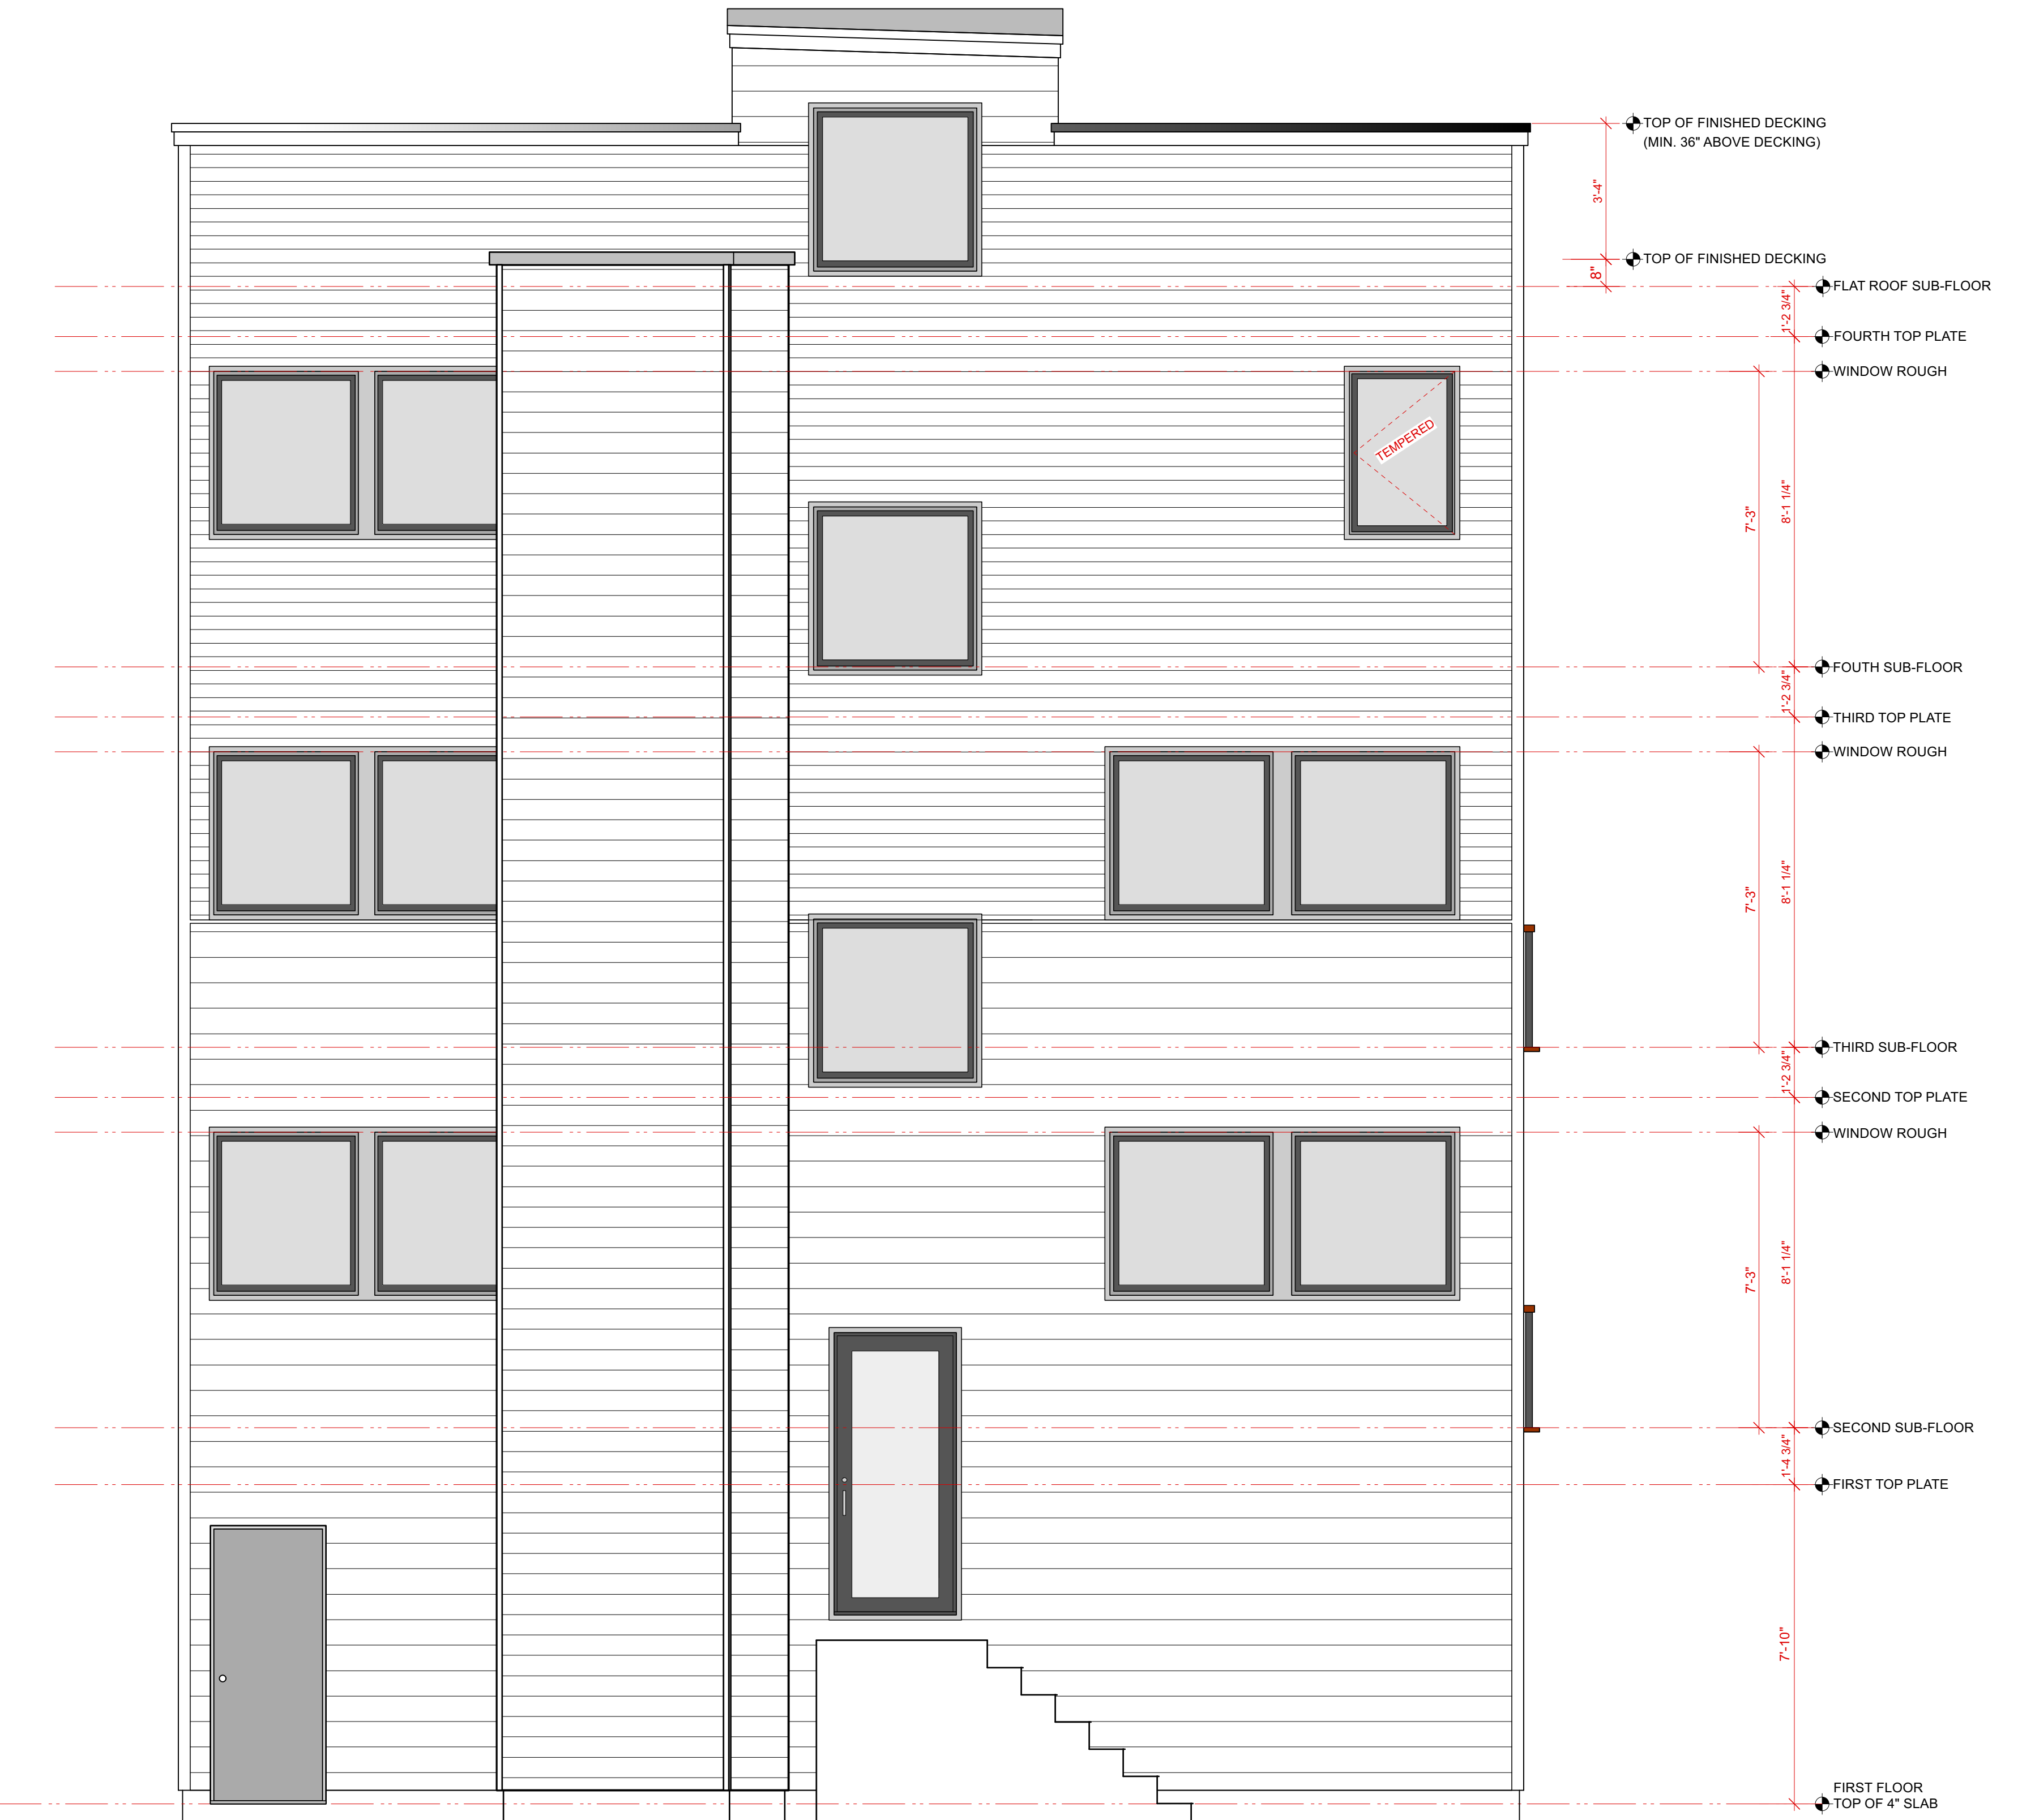 TOP OF FINISHED DECKING
(MIN. 36" ABOVE DECKING)
3'-4"
TOP OF FINISHED DECKING
8"
FLAT ROOF SUB-FLOOR
1'-2 3/4"
FOURTH TOP PLATE
WINDOW ROUGH
TEMPERED
7'-3"
8'-1 1/4"
FOUTH SUB-FLOOR
1'-2 3/4"
THIRD TOP PLATE
WINDOW ROUGH
7'-3"
8'-1 1/4"
THIRD SUB-FLOOR
1'-2 3/4"
SECOND TOP PLATE
WINDOW ROUGH
7'-3"
8'-1 1/4"
SECOND SUB-FLOOR
1'-4 3/4"
FIRST TOP PLATE
7'-10"
FIRST FLOOR
TOP OF 4" SLAB